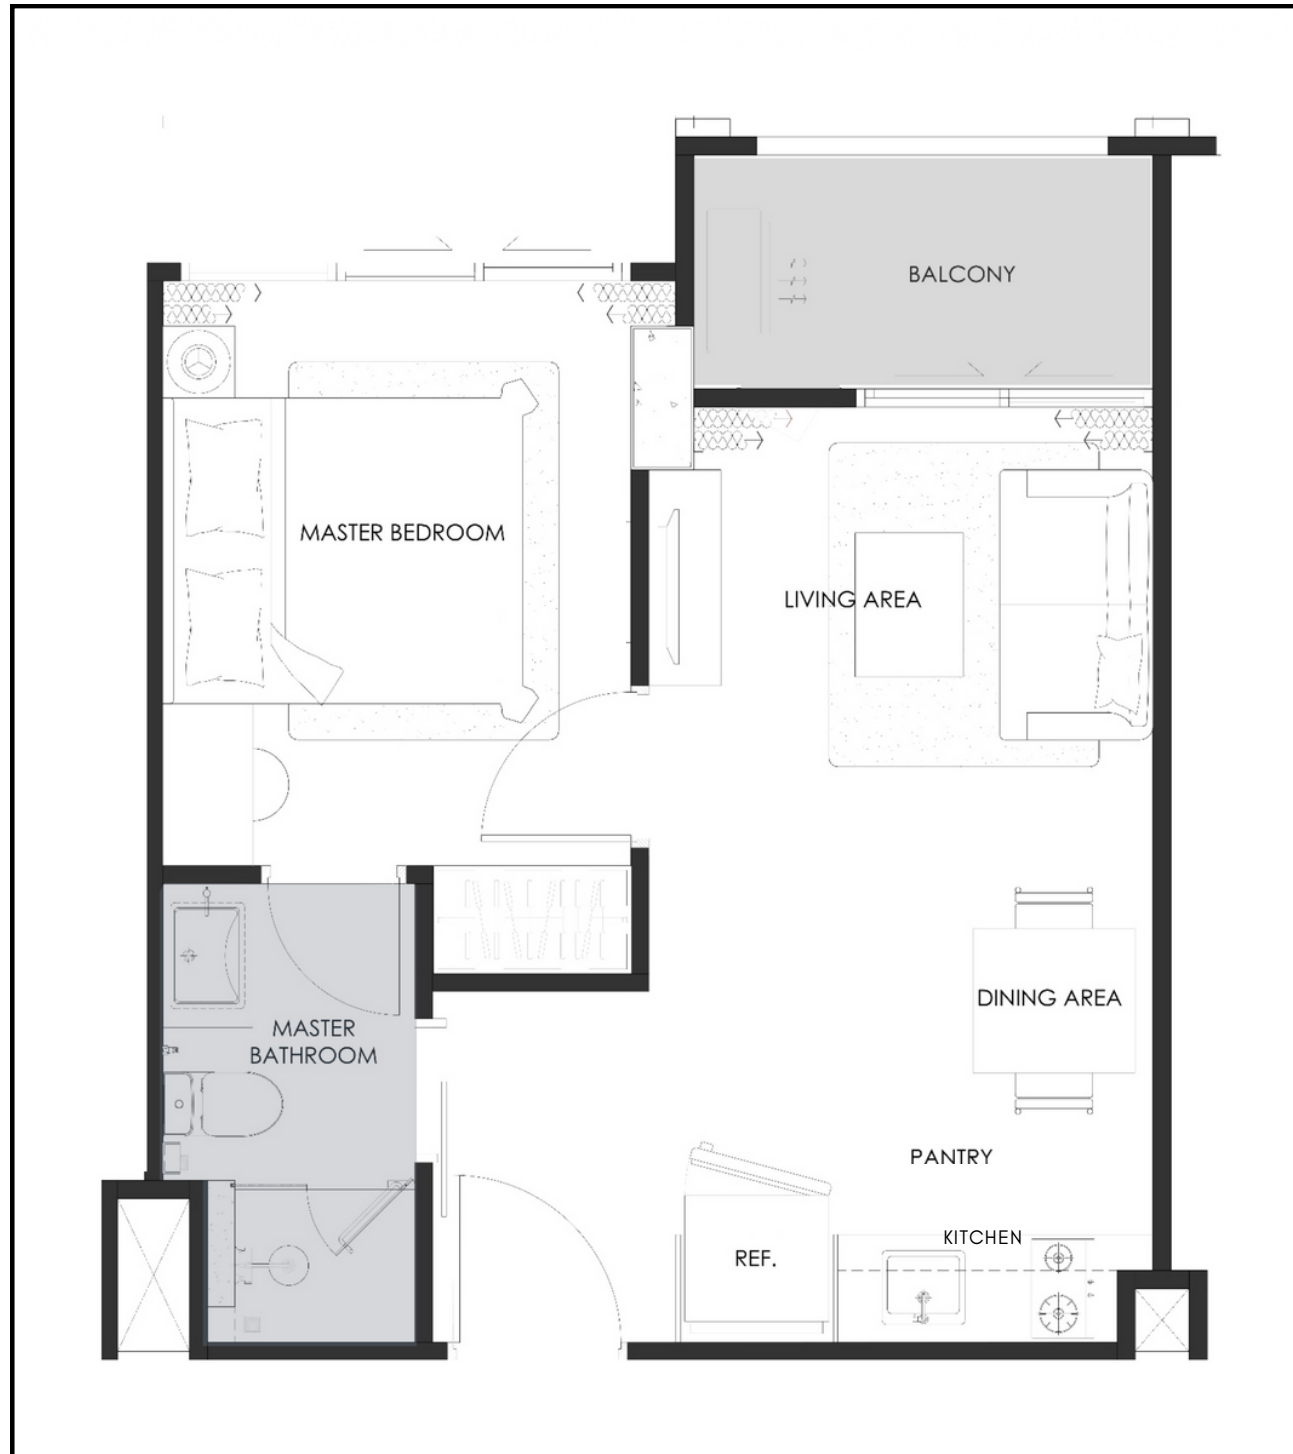 BALCONY
MASTER BEDROOM
LIVING AREA
DINING AREA
MASTER
BATHROOM
PANTRY
KITCHEN
REF.